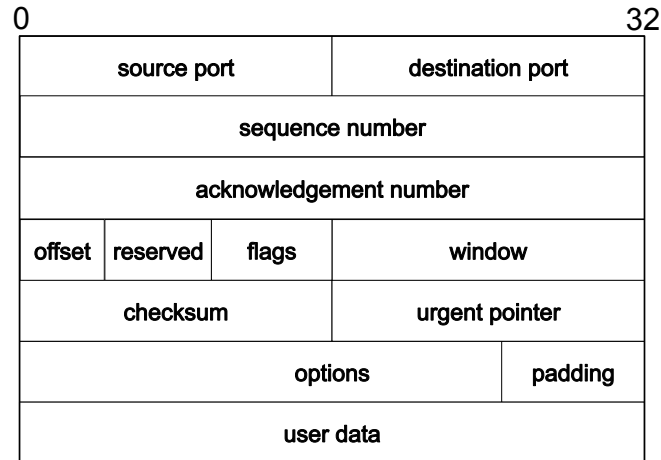 0 32
source port destination port
sequence number
acknowledgement number
offset reserved flags window
checksum urgent pointer
options padding
user data